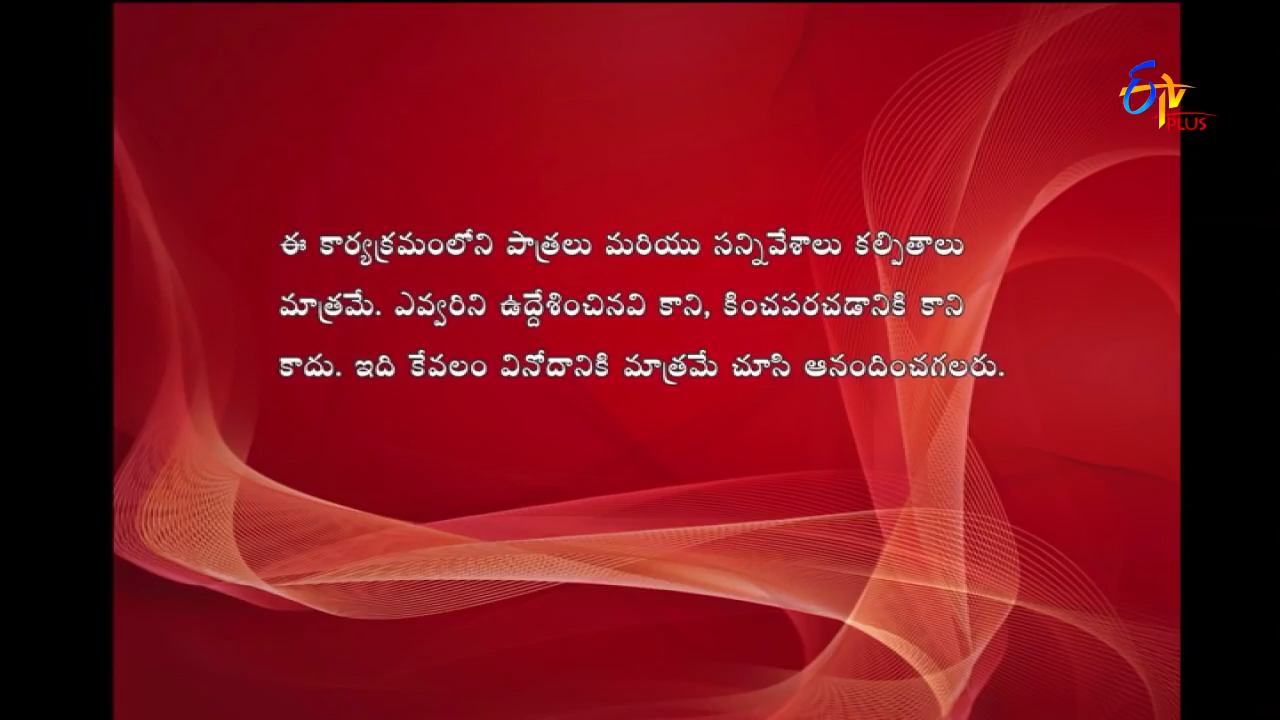 ETV
PLUS
ఈ కార్యక్రమంలోని పాత్రలు మరియు సన్నివేశాలు కల్పితాలు
మాత్రమే. ఎవ్వరిని ఉద్దేశించినవి కాని, కించపరచడానికి కాని
కాదు. ఇది కేవలం వినోదానికి మాత్రమే చూసి ఆనందించగలరు.